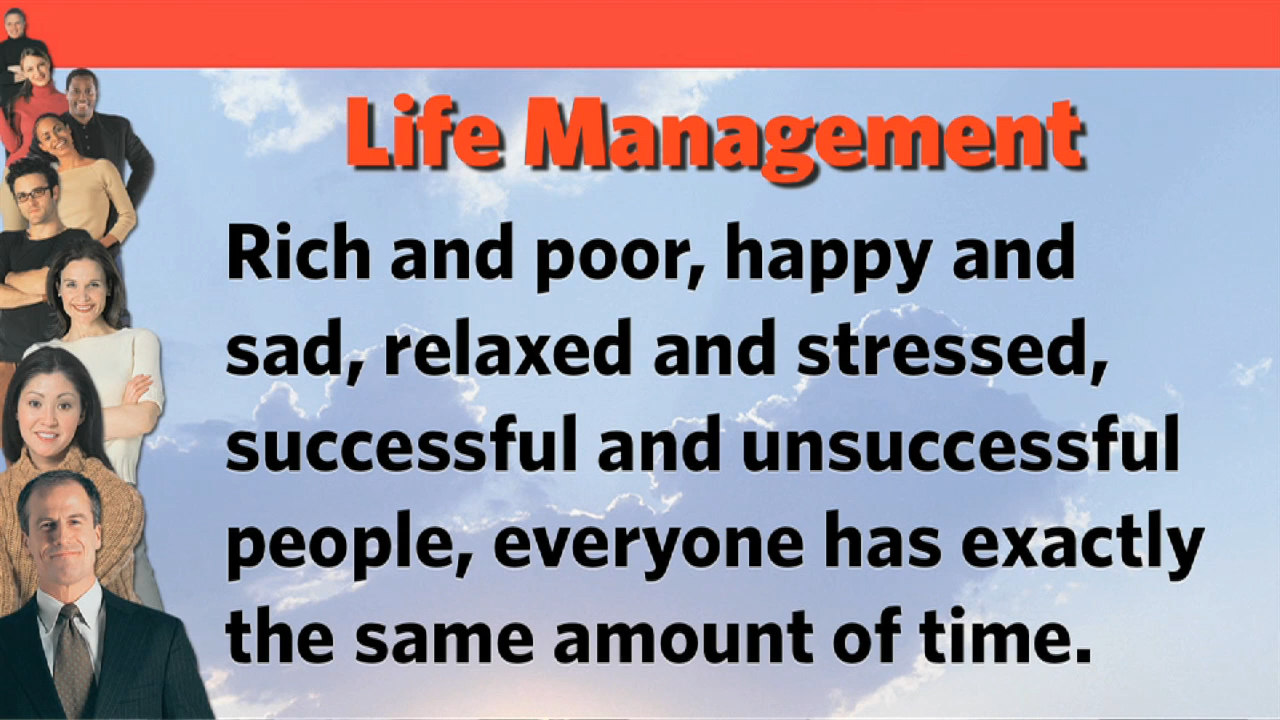 Life Management
Rich and poor, happy and
sad, relaxed and stressed,
successful and unsuccessful
people, everyone has exactly
the same amount of time.